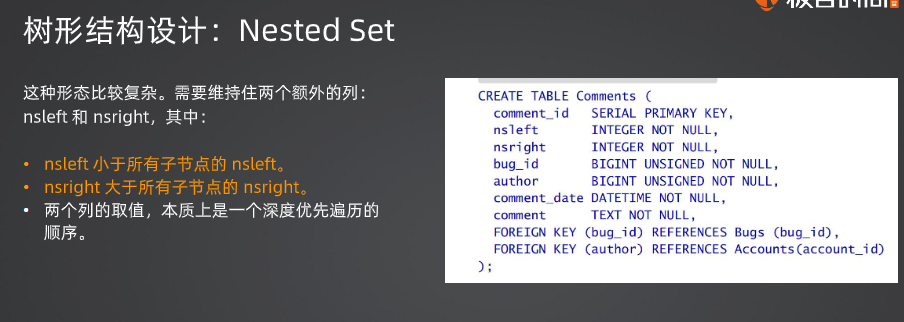 树形结构设计：Nested Set
这种形态比较复杂。需要维持住两个额外的列：
nsleft 和 nsright，其中：
• nsleft 小于所有子节点的 nsleft。
• nsright 大于所有子节点的 nsright。
• 两个列的取值，本质上是一个深度优先遍历的
顺序。
CREATE TABLE Comments (
comment_id SERIAL PRIMARY KEY,
nsleft INTEGER NOT NULL,
nsright INTEGER NOT NULL,
bug_id BIGINT UNSIGNED NOT NULL,
author BIGINT UNSIGNED NOT NULL,
comment_date DATETIME NOT NULL,
comment TEXT NOT NULL,
FOREIGN KEY (bug_id) REFERENCES Bugs (bug_id),
FOREIGN KEY (author) REFERENCES Accounts(account_id)
);